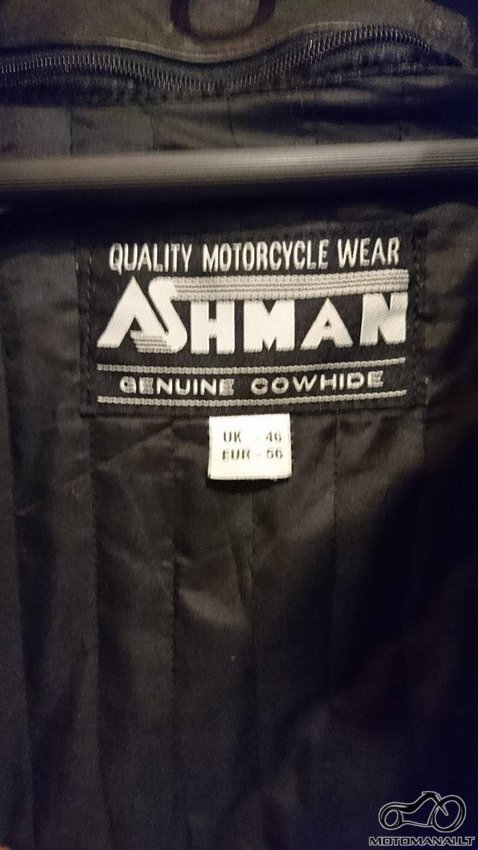 QUALITY MOTORCYCLE WEAR
ASHMAN
GENUINE COWHIDE
UK - 46
EUR - 56
MOTOMANAI.LT